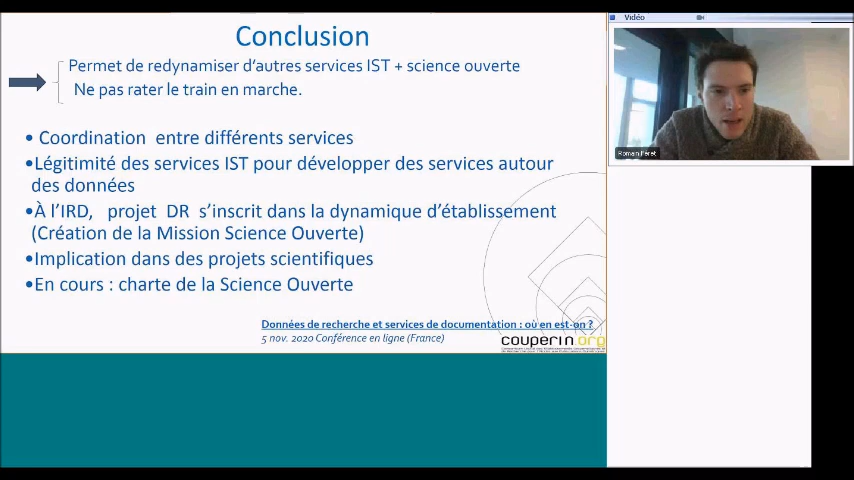 Vidéo
Conclusion
Permet de redynamiser d'autres services IST + science ouverte
Ne pas rater le train en marche.
• Coordination entre différents services
•Légitimité des services IST pour développer des services autour
des données
•À l'IRD, projet DR s'inscrit dans la dynamique d'établissement
(Création de la Mission Science Ouverte)
•Implication dans des projets scientifiques
•En cours : charte de la Science Ouverte
Données de recherche et services de documentation : où en est-on ?
5 nov. 2020 Conférence en ligne (France)
couperin.org
Romain Féret